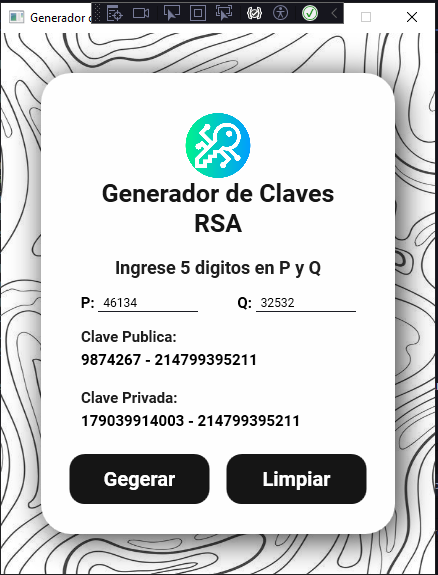 Generador d
Generador de Claves
RSA
Ingrese 5 digitos en P y Q
P: 46134 Q: 32532
Clave Publica:
9874267 - 214799395211
Clave Privada:
179039914003 - 214799395211
Gegerar Limpiar